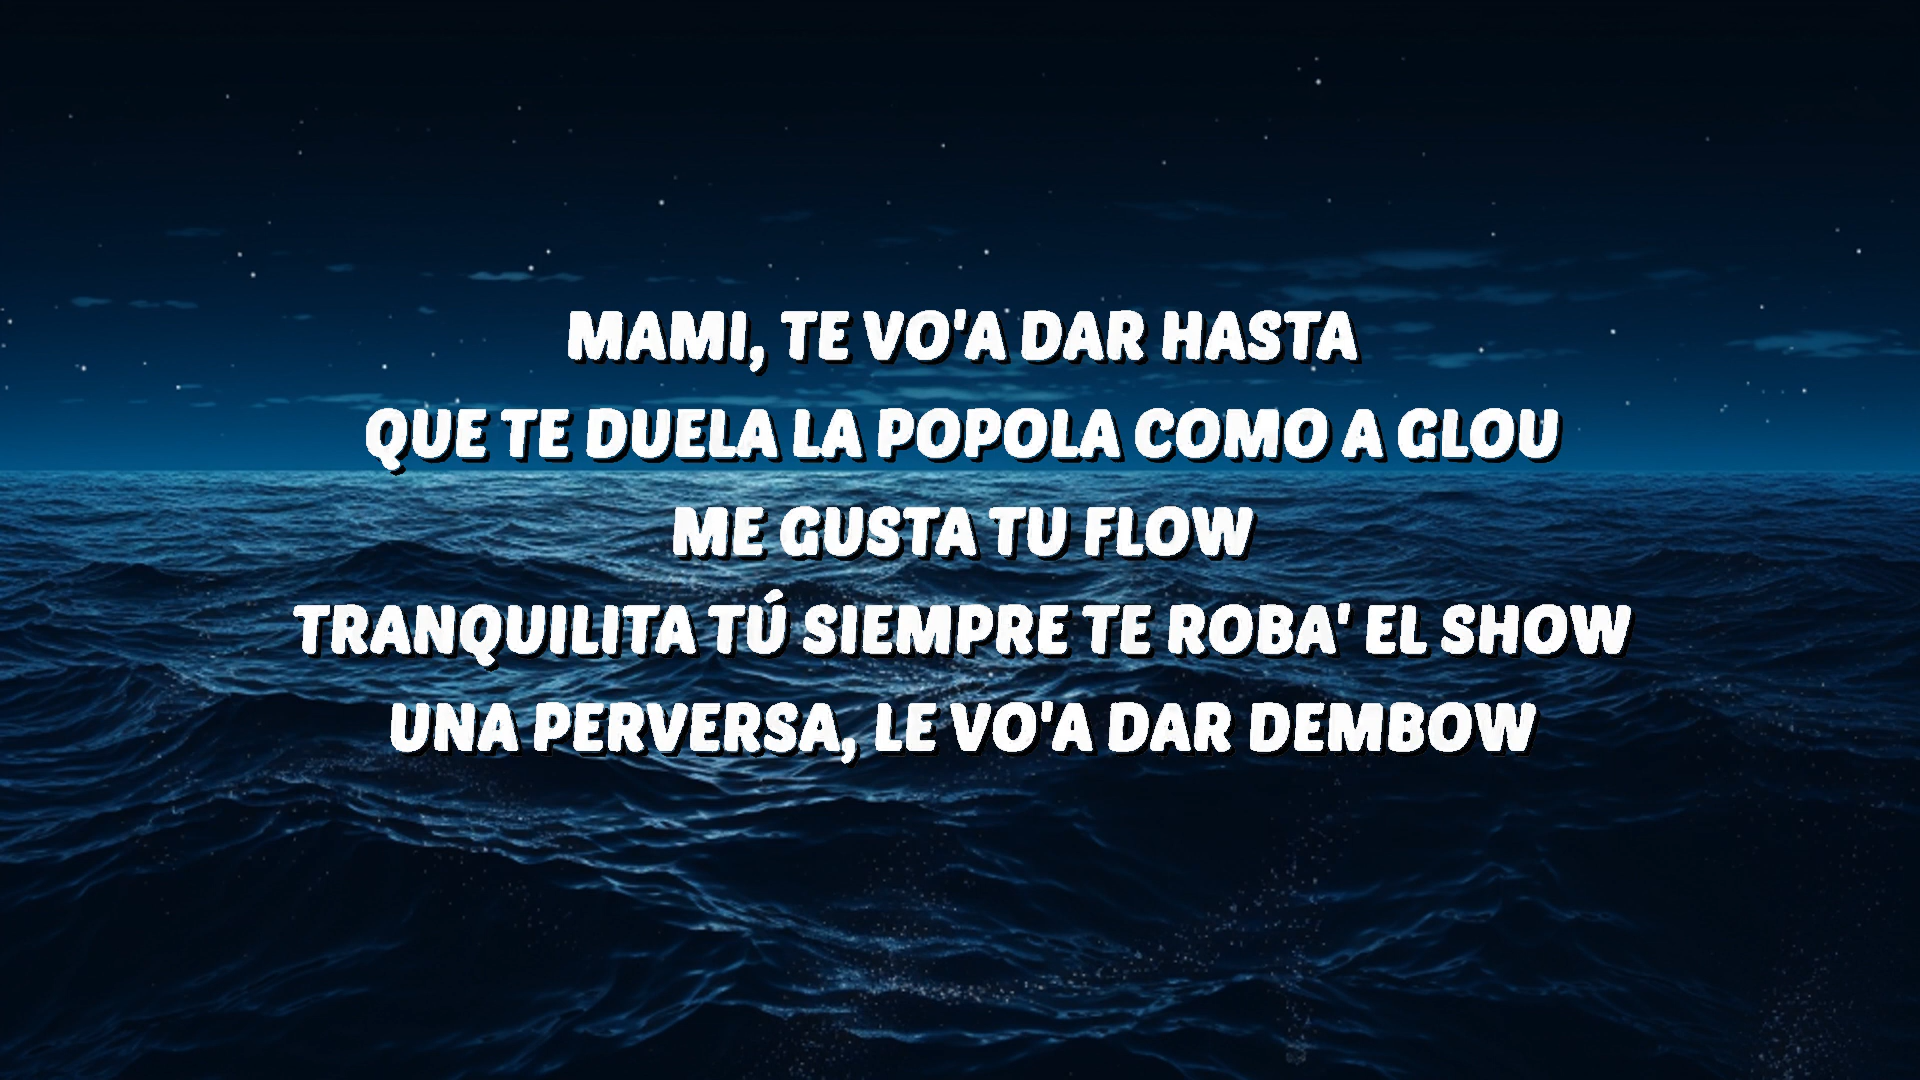 MAMI, TE VO'A DAR HASTA
QUE TE DUELA LA POPOLA COMO A GLOU
ME GUSTA TU FLOW
TRANQUILITA TÚ SIEMPRE TE ROBA' EL SHOW
UNA PERVERSA, LE VO'A DAR DEMBOW